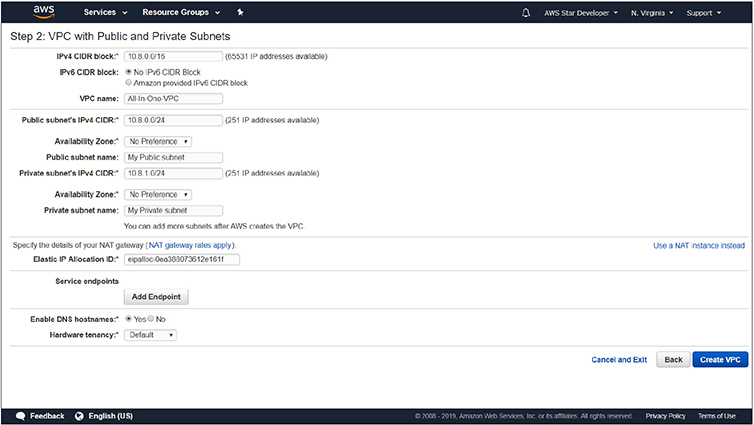 aws Services Resource Groups AWS Star Developer N. Virginia Support
Step 2: VPC with Public and Private Subnets
IPv4 CIDR block:* 10.8.0.0/16 (65531 IP addresses available)
IPv6 CIDR block: No IPv6 CIDR Block
Amazon provided IPv6 CIDR block
VPC name: All-In-One-VPC
Public subnet's IPv4 CIDR:* 10.8.0.0/24 (251 IP addresses available)
Availability Zone:* No Preference
Public subnet name: My Public subnet
Private subnet's IPv4 CIDR:* 10.8.1.0/24 (251 IP addresses available)
Availability Zone:* No Preference
Private subnet name: My Private subnet
You can add more subnets after AWS creates the VPC.
Specify the details of your NAT gateway (NAT gateway rates apply). Use a NAT instance instead
Elastic IP Allocation ID:* eipalloc-0ea388073612e161f
Service endpoints
Add Endpoint
Enable DNS hostnames:* Yes No
Hardware tenancy:* Default
Cancel and Exit Back Create VPC
Feedback English (US) © 2008 - 2019, Amazon Web Services, Inc. or its affiliates. All rights reserved. Privacy Policy Terms of Use